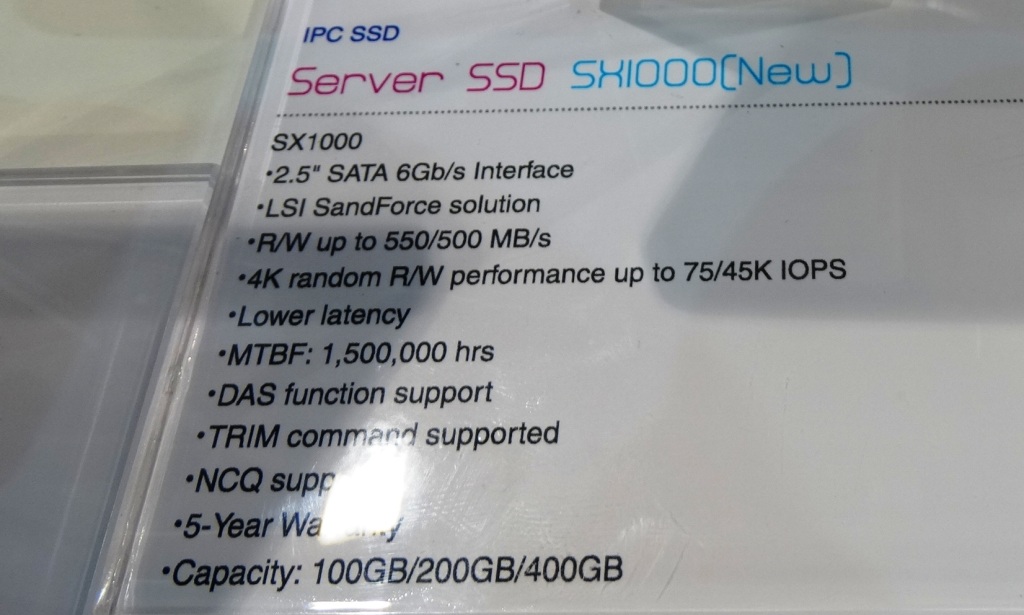 IPC SSD
Server SSD SX1000(New)
SX1000
•2.5" SATA 6Gb/s Interface
•LSI SandForce solution
•R/W up to 550/500 MB/s
•4K random R/W performance up to 75/45K IOPS
•Lower latency
•MTBF: 1,500,000 hrs
•DAS function support
•TRIM command supported
•NCQ
•5-Year Warranty
•Capacity: 100GB/200GB/400GB